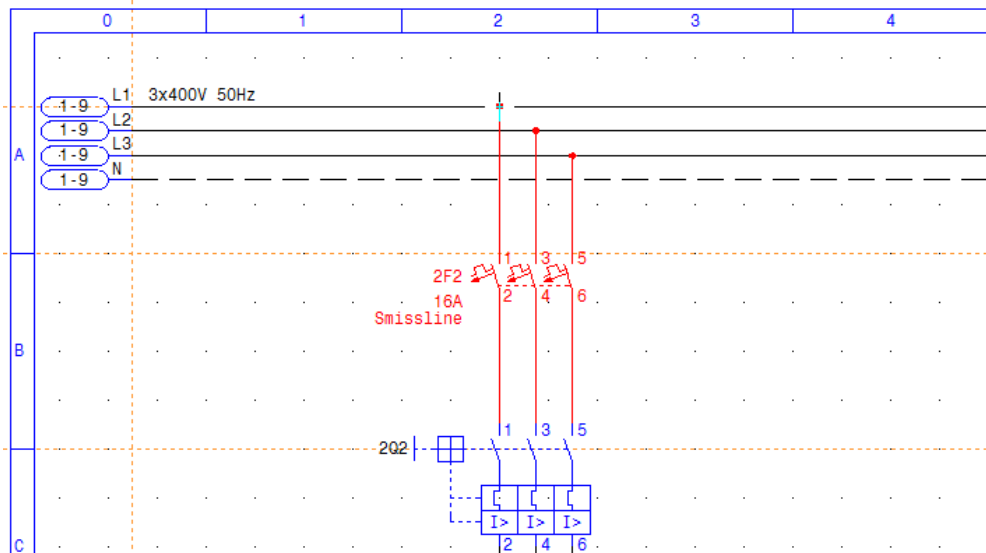 0 1 2 3 4
L1 3x400V 50Hz
1-9
L2
1-9
A
L3
1-9
N
1-9
1 3 5
2F2
2 4 6
16A
Smissline
B
1 3 5
2Q2
I> I> I>
C
2 4 6